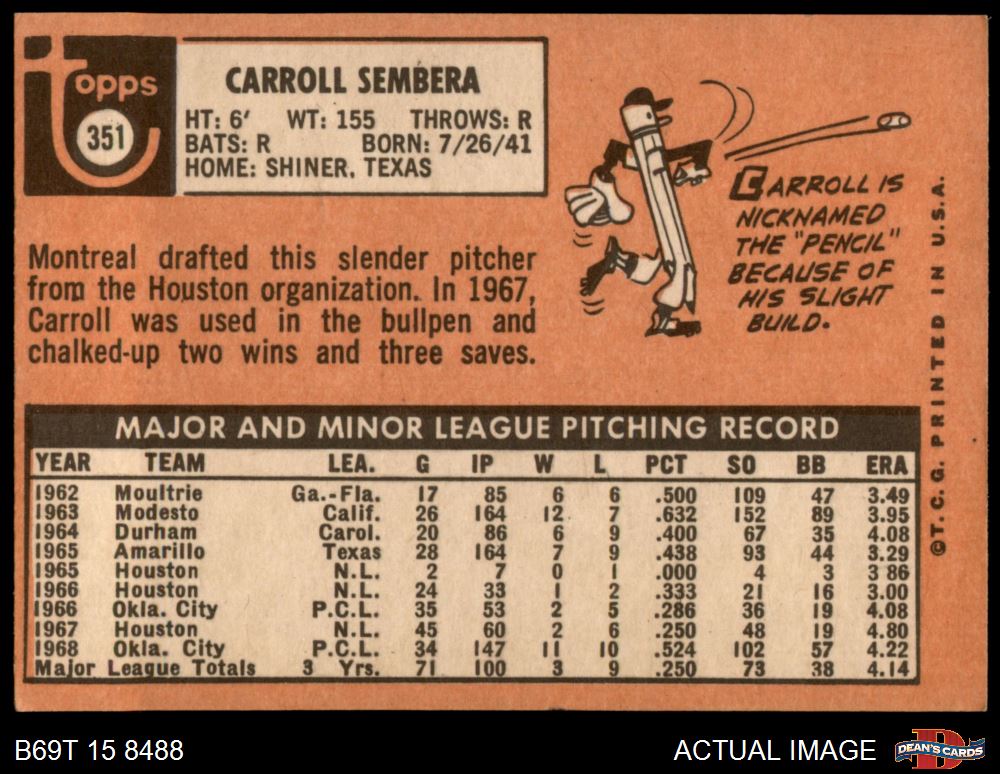 topps
351
CARROLL SEMBERA
HT: 6' WT: 155 THROWS: R
BATS: R BORN: 7/26/41
HOME: SHINER, TEXAS
CARROLL IS
NICKNAMED
THE "PENCIL"
BECAUSE OF
HIS SLIGHT
BUILD.
Montreal drafted this slender pitcher
from the Houston organization. In 1967,
Carroll was used in the bullpen and
chalked-up two wins and three saves.
©T.C.G. PRINTED IN U.S.A.
MAJOR AND MINOR LEAGUE PITCHING RECORD
YEAR TEAM LEA. G IP W L PCT SO BB ERA
1962 Moultrie Ga.-Fla. 17 85 6 6 .500 109 47 3.49
1963 Modesto Calif. 26 164 12 7 .632 152 89 3.95
1964 Durham Carol. 20 86 6 9 .400 67 35 4.08
1965 Amarillo Texas 28 164 7 9 .438 93 44 3.29
1965 Houston N.L. 2 7 0 1 .000 4 3 3 86
1966 Houston N.L. 24 33 1 2 .333 21 16 3.00
1966 Okla. City P.C.L. 35 53 2 5 .286 36 19 4.08
1967 Houston N.L. 45 60 2 6 .250 48 19 4.80
1968 Okla. City P.C.L. 34 147 11 10 .524 102 57 4.22
Major League Totals 3 Yrs. 71 100 3 9 .250 73 38 4.14
B69T 15 8488
ACTUAL IMAGE
D
DEAN'S CARDS